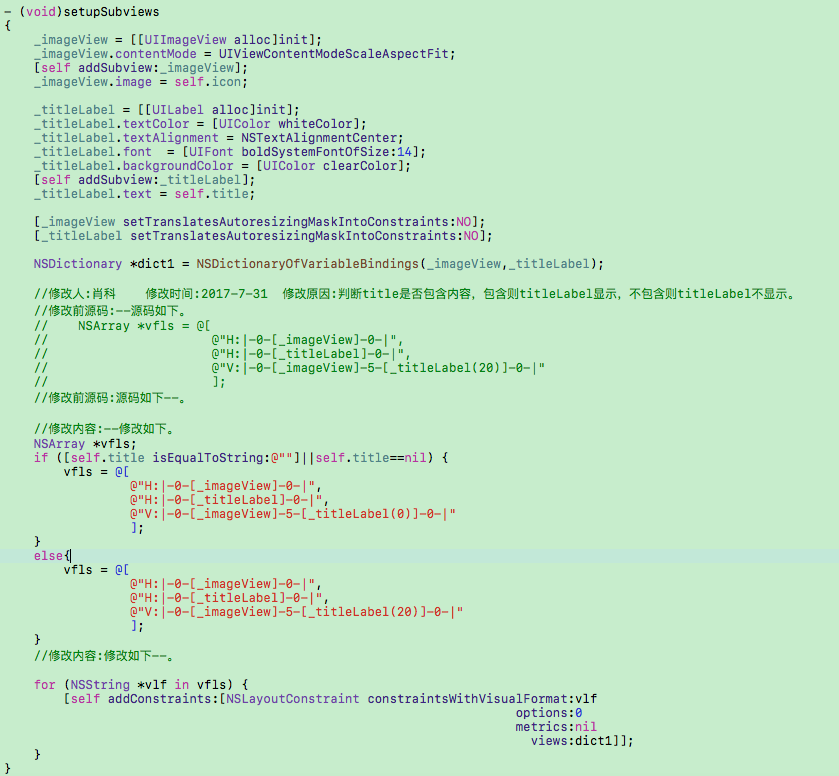 - (void)setupSubviews
{
    _imageView = [[UIImageView alloc]init];
    _imageView.contentMode = UIViewContentModeScaleAspectFit;
    [self addSubview:_imageView];
    _imageView.image = self.icon;

    _titleLabel = [[UILabel alloc]init];
    _titleLabel.textColor = [UIColor whiteColor];
    _titleLabel.textAlignment = NSTextAlignmentCenter;
    _titleLabel.font  = [UIFont boldSystemFontOfSize:14];
    _titleLabel.backgroundColor = [UIColor clearColor];
    [self addSubview:_titleLabel];
    _titleLabel.text = self.title;

    [_imageView setTranslatesAutoresizingMaskIntoConstraints:NO];
    [_titleLabel setTranslatesAutoresizingMaskIntoConstraints:NO];

    NSDictionary *dict1 = NSDictionaryOfVariableBindings(_imageView,_titleLabel);

    //修改人:肖科    修改时间:2017-7-31  修改原因:判断title是否包含内容，包含则titleLabel显示，不包含则titleLabel不显示。
    //修改前源码:--源码如下。
    //    NSArray *vfls = @[
    //                      @"H:|-0-[_imageView]-0-|",
    //                      @"H:|-0-[_titleLabel]-0-|",
    //                      @"V:|-0-[_imageView]-5-[_titleLabel(20)]-0-|"
    //                      ];
    //修改前源码:源码如下--。

    //修改内容:--修改如下。
    NSArray *vfls;
    if ([self.title isEqualToString:@""]||self.title==nil) {
        vfls = @[
                 @"H:|-0-[_imageView]-0-|",
                 @"H:|-0-[_titleLabel]-0-|",
                 @"V:|-0-[_imageView]-5-[_titleLabel(0)]-0-|"
                 ];
    }
    else{
        vfls = @[
                 @"H:|-0-[_imageView]-0-|",
                 @"H:|-0-[_titleLabel]-0-|",
                 @"V:|-0-[_imageView]-5-[_titleLabel(20)]-0-|"
                 ];
    }
    //修改内容:修改如下--。

    for (NSString *vlf in vfls) {
        [self addConstraints:[NSLayoutConstraint constraintsWithVisualFormat:vlf
                                                                     options:0
                                                                     metrics:nil
                                                                       views:dict1]];
    }
}